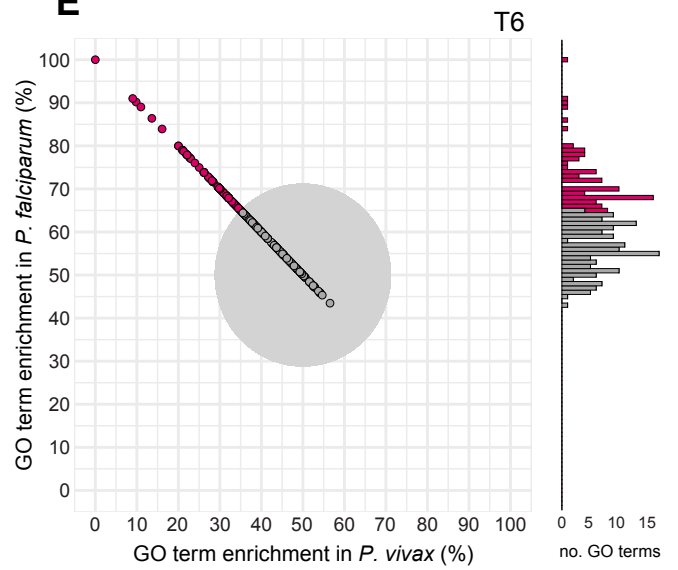 E
T6
GO term enrichment in P. falciparum (%)
100
90
80
70
60
50
40
30
20
10
0
0 10 20 30 40 50 60 70 80 90 100
GO term enrichment in P. vivax (%)
0 5 10 15
no. GO terms